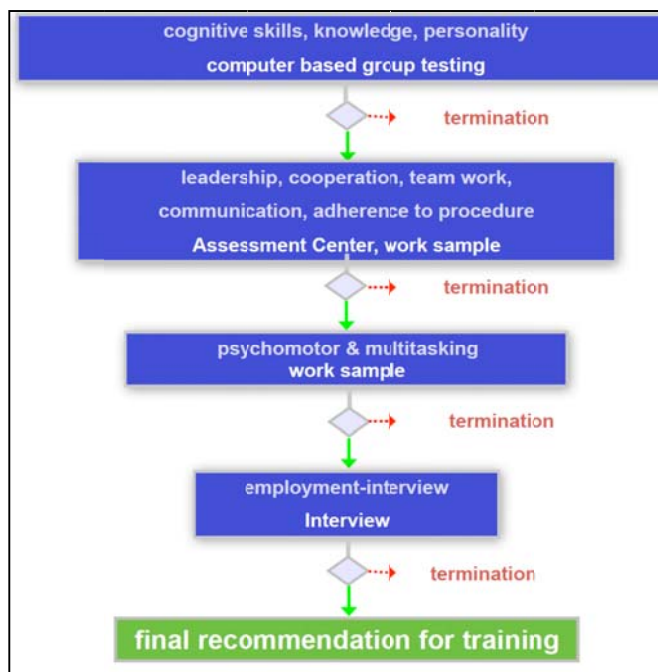 cognitive skills, knowledge, personality
computer based group testing
termination
leadership, cooperation, team work,
communication, adherence to procedure
Assessment Center, work sample
termination
psychomotor & multitasking
work sample
termination
employment-interview
Interview
termination
final recommendation for training